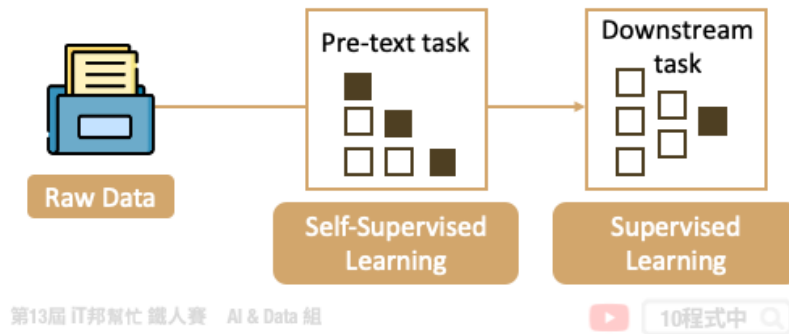 Pre-text task
Downstream
task
Raw Data
Self-Supervised
Learning
Supervised
Learning
第13屆 iT邦幫忙 鐵人賽 AI & Data 組
10程式中